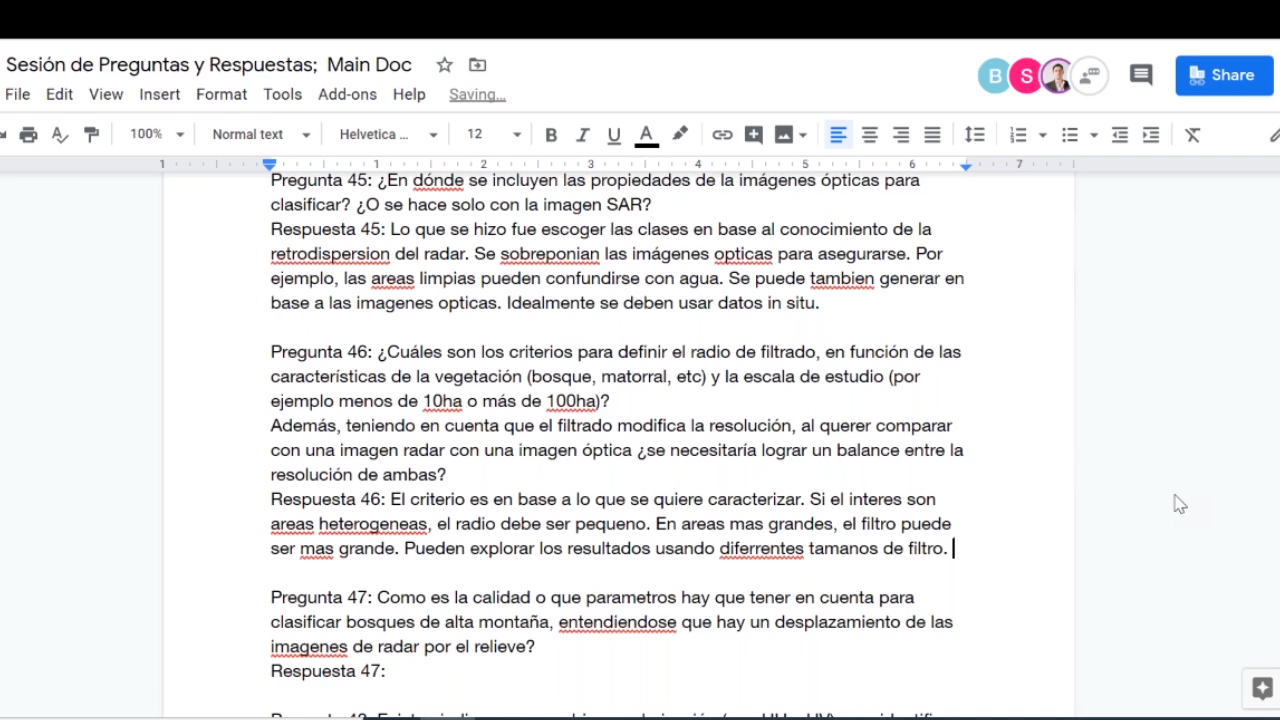 Sesión de Preguntas y Respuestas;  Main Doc
B S Share
File Edit View Insert Format Tools Add-ons Help Saving...
100% Normal text Helvetica ... 12 B I U A
1 1 2 3 4 5 6 7
Pregunta 45: ¿En dónde se incluyen las propiedades de la imágenes ópticas para
clasificar? ¿O se hace solo con la imagen SAR?
Respuesta 45: Lo que se hizo fue escoger las clases en base al conocimiento de la
retrodispersion del radar. Se sobreponian las imágenes opticas para asegurarse. Por
ejemplo, las areas limpias pueden confundirse con agua. Se puede tambien generar en
base a las imagenes opticas. Idealmente se deben usar datos in situ.
Pregunta 46: ¿Cuáles son los criterios para definir el radio de filtrado, en función de las
características de la vegetación (bosque, matorral, etc) y la escala de estudio (por
ejemplo menos de 10ha o más de 100ha)?
Además, teniendo en cuenta que el filtrado modifica la resolución, al querer comparar
con una imagen radar con una imagen óptica ¿se necesitaría lograr un balance entre la
resolución de ambas?
Respuesta 46: El criterio es en base a lo que se quiere caracterizar. Si el interes son
areas heterogeneas, el radio debe ser pequeno. En areas mas grandes, el filtro puede
ser mas grande. Pueden explorar los resultados usando diferrentes tamanos de filtro.
Pregunta 47: Como es la calidad o que parametros hay que tener en cuenta para
clasificar bosques de alta montaña, entendiendose que hay un desplazamiento de las
imagenes de radar por el relieve?
Respuesta 47: